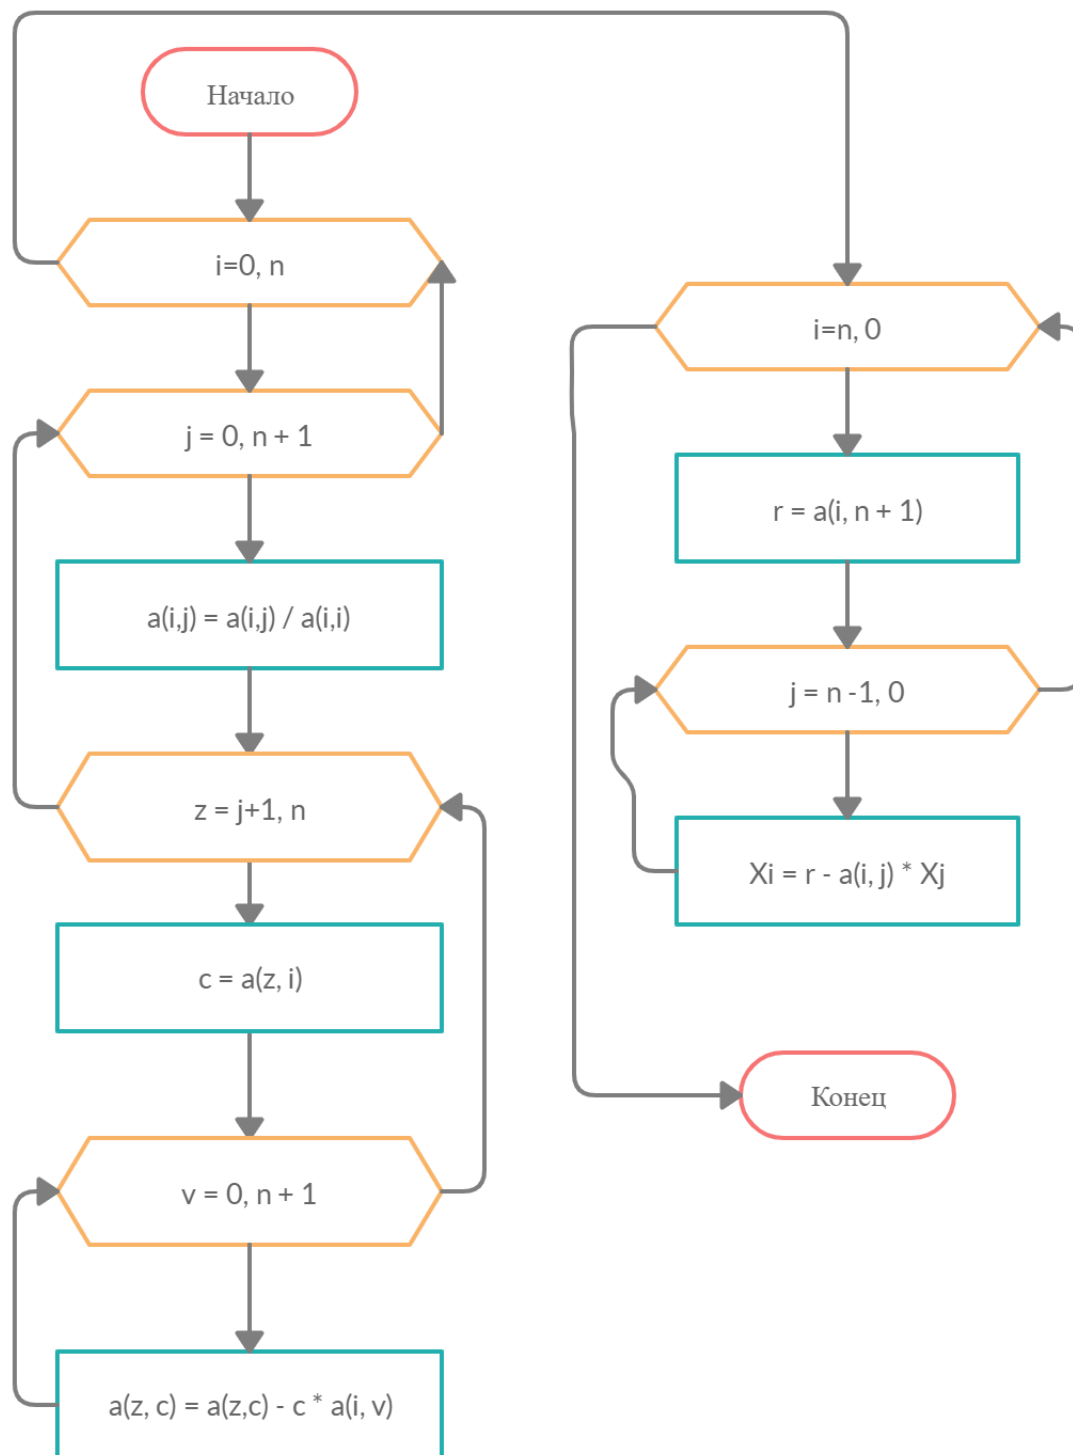 Начало
i=0, n
j = 0, n + 1
a(i,j) = a(i,j) / a(i,i)
z = j+1, n
c = a(z, i)
v = 0, n + 1
a(z, c) = a(z,c) - c * a(i, v)
i=n, 0
r = a(i, n + 1)
j = n -1, 0
Xi = r - a(i, j) * Xj
Конец